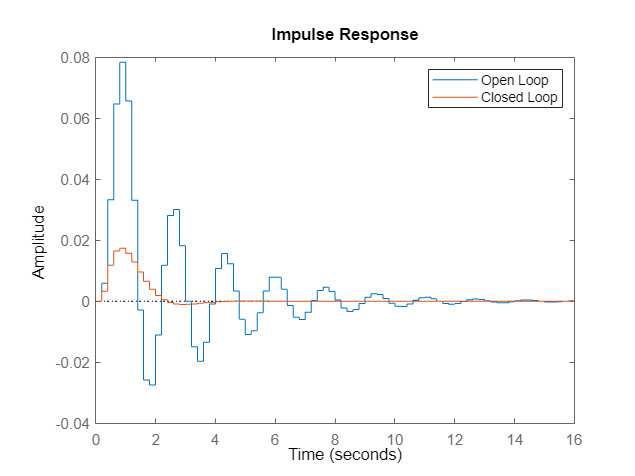 Impulse Response
Open Loop
Closed Loop
0.08
0.06
0.04
0.02
0
-0.02
-0.04
Amplitude
0 2 4 6 8 10 12 14 16
Time (seconds)